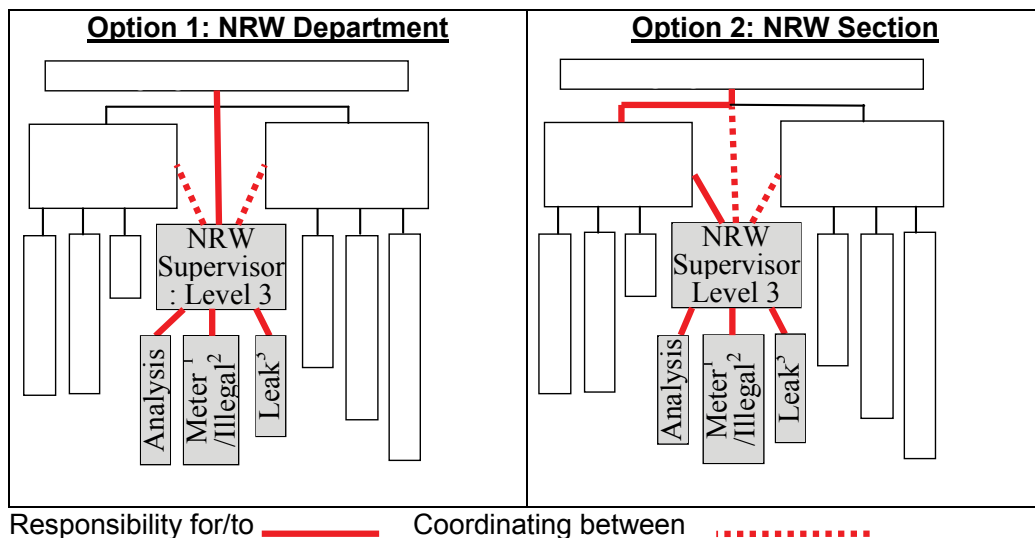 Option 1: NRW Department
NRW
Supervisor
: Level 3
Analysis
Meter¹
/Illegal²
Leak³
Option 2: NRW Section
NRW
Supervisor
Level 3
Analysis
Meter¹
/Illegal²
Leak³
Responsibility for/to
Coordinating between